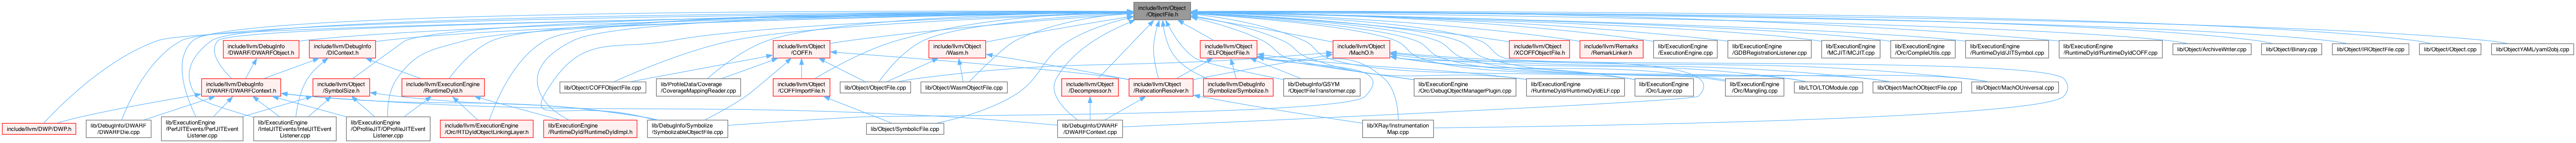 include/llvm/Object
/ObjectFile.h
include/llvm/DebugInfo
/DWARF/DWARFObject.h
include/llvm/DebugInfo
/DIContext.h
include/llvm/Object
/COFF.h
include/llvm/Object
/Wasm.h
include/llvm/Object
/ELFObjectFile.h
include/llvm/Object
/MachO.h
include/llvm/Object
/XCOFFObjectFile.h
include/llvm/Remarks
/RemarkLinker.h
lib/ExecutionEngine
/ExecutionEngine.cpp
lib/ExecutionEngine
/GDBRegistrationListener.cpp
lib/ExecutionEngine
/MCJIT/MCJIT.cpp
lib/ExecutionEngine
/Orc/CompileUtils.cpp
lib/ExecutionEngine
/RuntimeDyld/JITSymbol.cpp
lib/ExecutionEngine
/RuntimeDyld/RuntimeDyldCOFF.cpp
lib/Object/ArchiveWriter.cpp
lib/Object/Binary.cpp
lib/Object/IRObjectFile.cpp
lib/Object/Object.cpp
lib/ObjectYAML/yaml2obj.cpp
include/llvm/DebugInfo
/DWARF/DWARFContext.h
include/llvm/Object
/SymbolSize.h
include/llvm/ExecutionEngine
/RuntimeDyld.h
lib/Object/COFFObjectFile.cpp
lib/ProfileData/Coverage
/CoverageMappingReader.cpp
include/llvm/Object
/COFFImportFile.h
lib/Object/ObjectFile.cpp
lib/Object/WasmObjectFile.cpp
include/llvm/Object
/Decompressor.h
include/llvm/Object
/RelocationResolver.h
include/llvm/DebugInfo
/Symbolize/Symbolize.h
lib/DebugInfo/GSYM
/ObjectFileTransformer.cpp
lib/ExecutionEngine
/Orc/DebugObjectManagerPlugin.cpp
lib/ExecutionEngine
/RuntimeDyld/RuntimeDyldELF.cpp
lib/ExecutionEngine
/Orc/Layer.cpp
lib/ExecutionEngine
/Orc/Mangling.cpp
lib/LTO/LTOModule.cpp
lib/Object/MachOObjectFile.cpp
lib/Object/MachOUniversal.cpp
include/llvm/DWP/DWP.h
lib/DebugInfo/DWARF
/DWARFDie.cpp
lib/ExecutionEngine
/PerfJITEvents/PerfJITEvent
Listener.cpp
lib/ExecutionEngine
/IntelJITEvents/IntelJITEvent
Listener.cpp
lib/ExecutionEngine
/OProfileJIT/OProfileJITEvent
Listener.cpp
include/llvm/ExecutionEngine
/Orc/RTDyldObjectLinkingLayer.h
lib/ExecutionEngine
/RuntimeDyld/RuntimeDyldImpl.h
lib/DebugInfo/Symbolize
/SymbolizableObjectFile.cpp
lib/Object/SymbolicFile.cpp
lib/DebugInfo/DWARF
/DWARFContext.cpp
lib/XRay/Instrumentation
Map.cpp